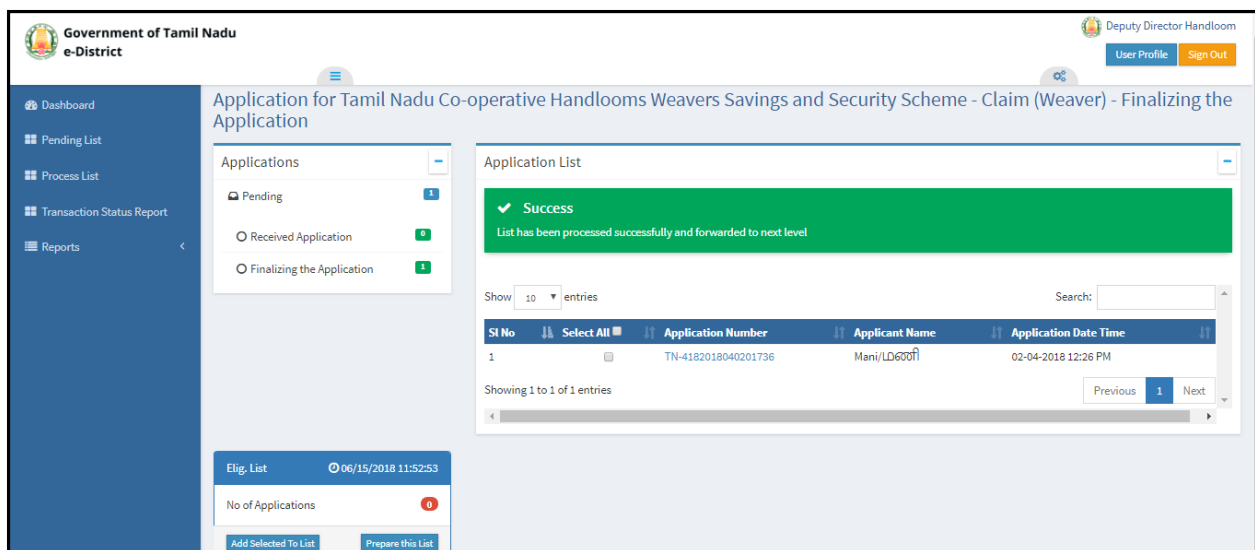 Government of Tamil Nadu
e-District
Deputy Director Handloom
User Profile
Sign Out
Dashboard
Pending List
Process List
Transaction Status Report
Reports
Application for Tamil Nadu Co-operative Handlooms Weavers Savings and Security Scheme - Claim (Weaver) - Finalizing the
Application
Applications
Pending 1
Received Application 0
Finalizing the Application 1
Application List
Success
List has been processed successfully and forwarded to next level
Show 10 entries Search:
Sl No Select All Application Number Applicant Name Application Date Time
1 TN-4182018040201736 Mani/மணி 02-04-2018 12:26 PM
Showing 1 to 1 of 1 entries Previous 1 Next
Elig. List 06/15/2018 11:52:53
No of Applications 0
Add Selected To List Prepare this List